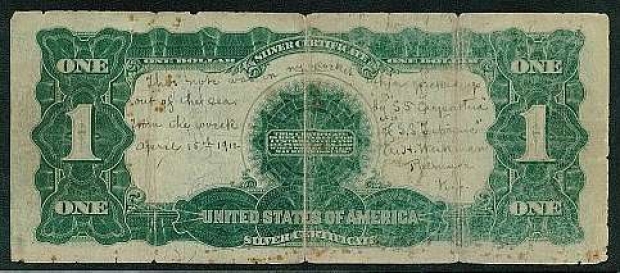 SILVER CERTIFICATE
ONE ONE DOLLAR ONE DOLLAR ONE
This note was in my pocket when picked up
out of the sea by S.S. Carpathia
from the wreck of S.S. Titanic
April 15th 1912
1 1
ONE ONE
UNITED STATES OF AMERICA
SILVER CERTIFICATE